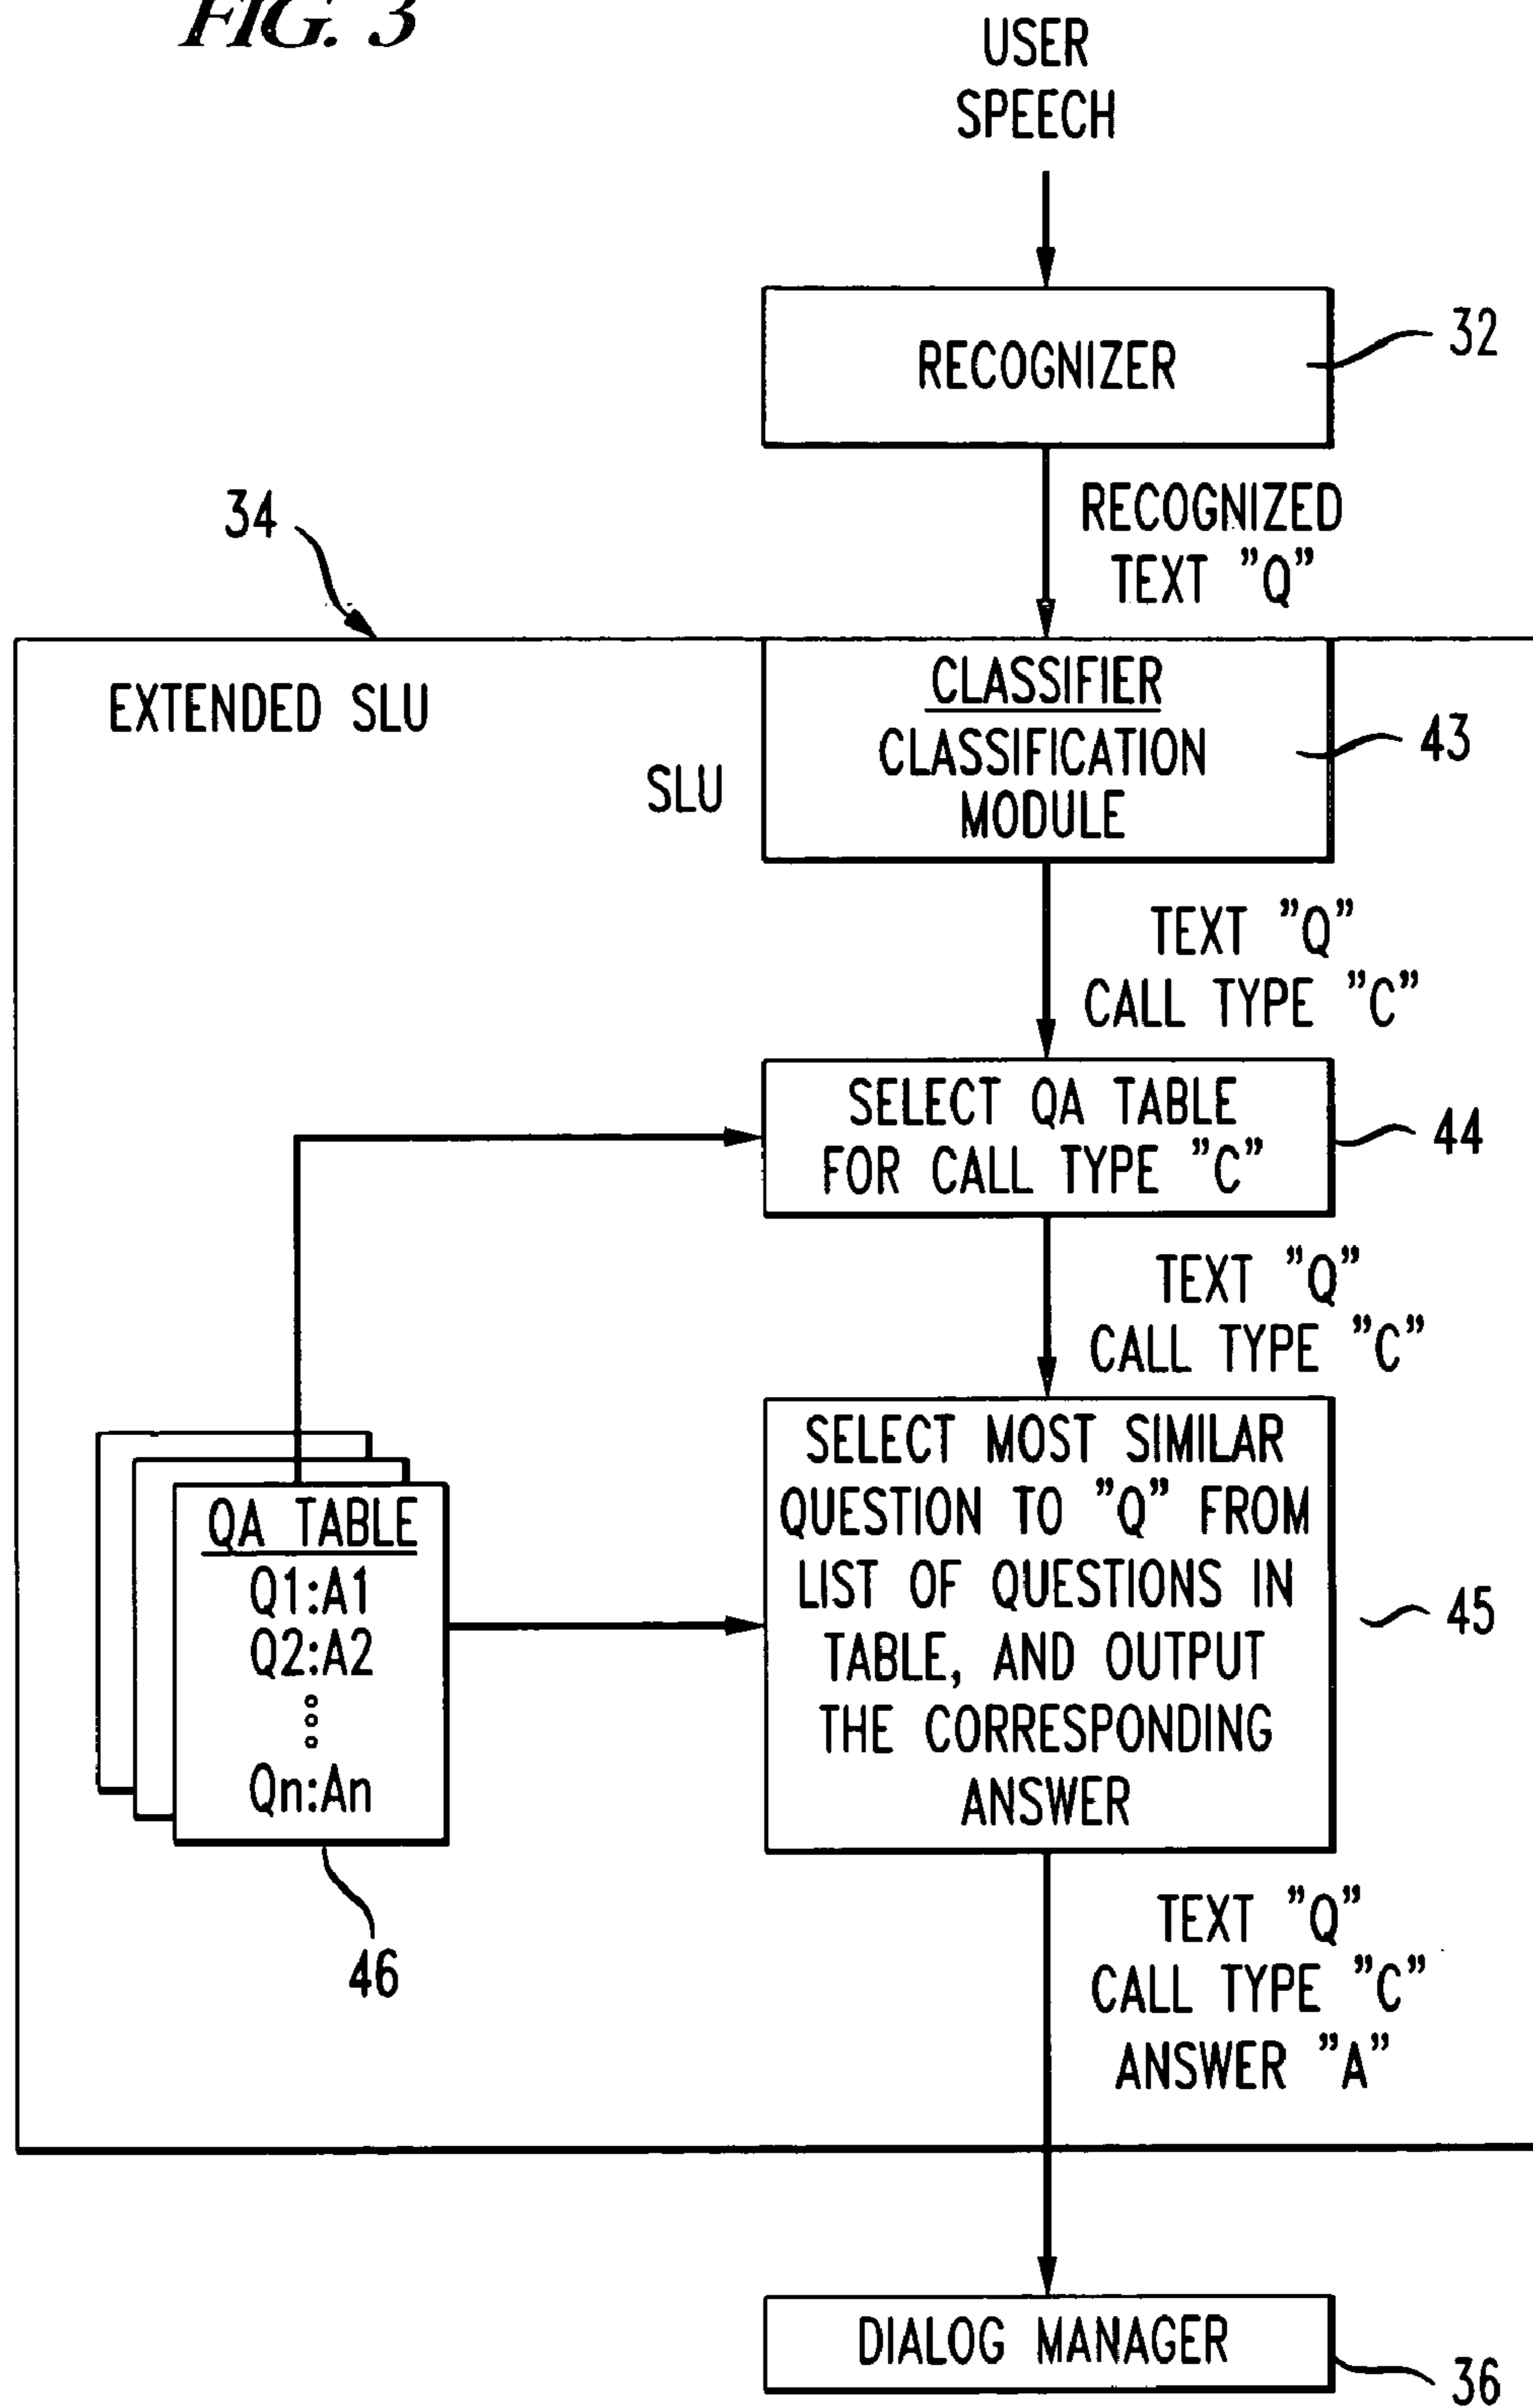 FIG. 3
USER
SPEECH
RECOGNIZER
32
RECOGNIZED
TEXT "Q"
34
EXTENDED SLU
SLU
CLASSIFIER
CLASSIFICATION
MODULE
43
TEXT "Q"
CALL TYPE "C"
SELECT QA TABLE
FOR CALL TYPE "C"
44
TEXT "Q"
CALL TYPE "C"
QA TABLE
Q1:A1
Q2:A2
Qn:An
46
SELECT MOST SIMILAR
QUESTION TO "Q" FROM
LIST OF QUESTIONS IN
TABLE, AND OUTPUT
THE CORRESPONDING
ANSWER
45
TEXT "Q"
CALL TYPE "C"
ANSWER "A"
DIALOG MANAGER
36